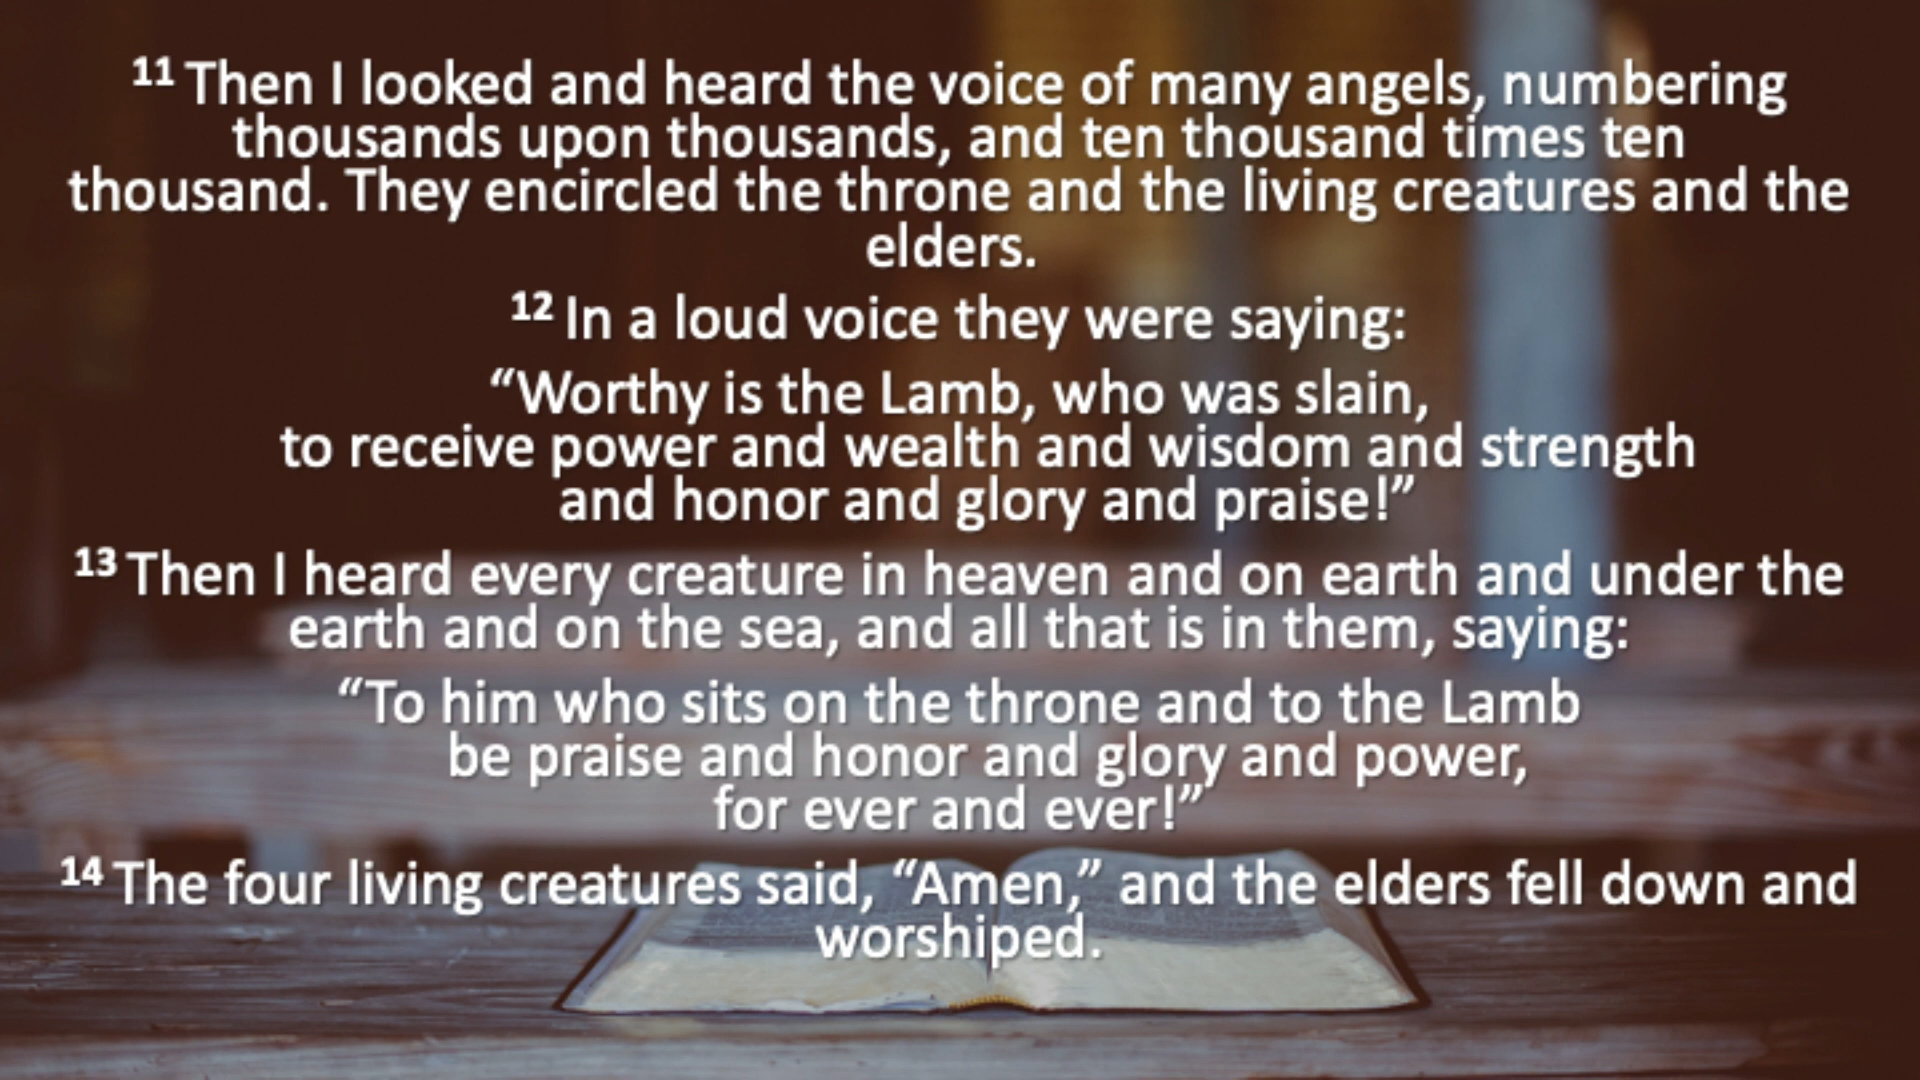 11 Then I looked and heard the voice of many angels, numbering
thousands upon thousands, and ten thousand times ten
thousand. They encircled the throne and the living creatures and the
elders.
12 In a loud voice they were saying:
“Worthy is the Lamb, who was slain,
to receive power and wealth and wisdom and strength
and honor and glory and praise!”
13 Then I heard every creature in heaven and on earth and under the
earth and on the sea, and all that is in them, saying:
“To him who sits on the throne and to the Lamb
be praise and honor and glory and power,
for ever and ever!”
14 The four living creatures said, “Amen,” and the elders fell down and
worshiped.